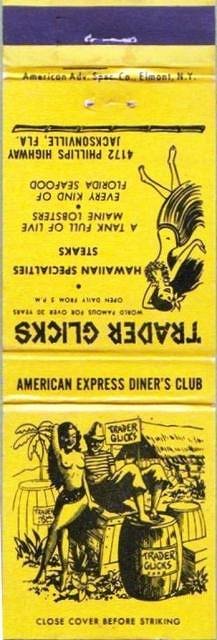 American Adv. Spec. Co., Elmont, N.Y.
TRADER GLICKS
WORLD FAMOUS FOR OVER 30 YEARS
OPEN DAILY FROM 5 P.M.
HAWAIIAN SPECIALTIES
STEAKS
•
A TANK FULL OF LIVE
MAINE LOBSTERS
•
EVERY KIND OF
FLORIDA SEAFOOD
4172 PHILLIPS HIGHWAY
JACKSONVILLE, FLA.
AMERICAN EXPRESS DINER'S CLUB
TRADER
GLICKS
TRADER
TRADER
GLICKS
CLOSE COVER BEFORE STRIKING